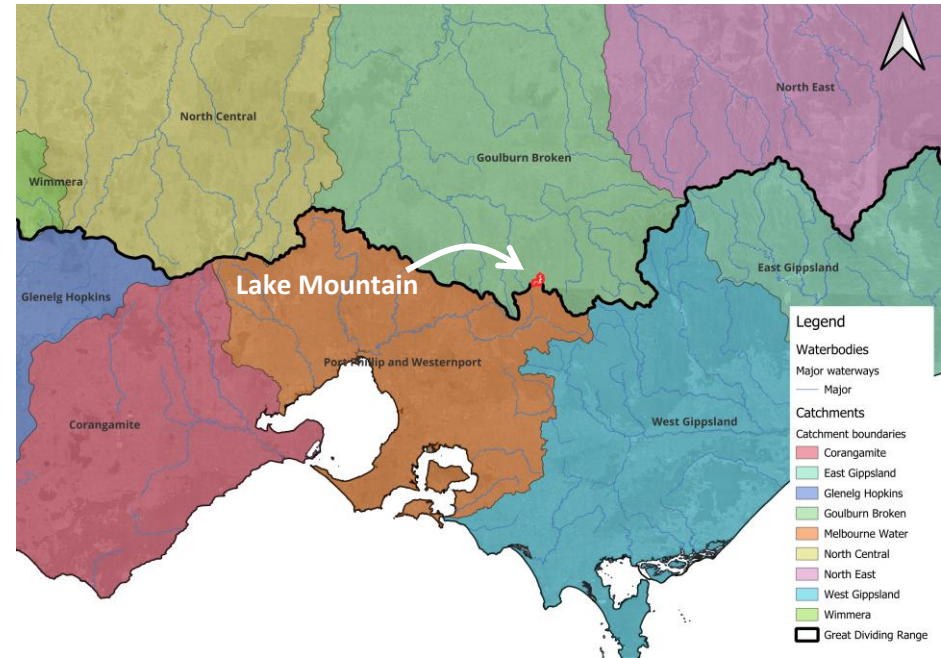 North Central
North East
Goulburn Broken
Wimmera
East Gippsland
Lake Mountain
Glenelg Hopkins
Port Phillip and Westernport
Corangamite
West Gippsland
Legend
Waterbodies
Major waterways
Major
Catchments
Catchment boundaries
Corangamite
East Gippsland
Glenelg Hopkins
Goulburn Broken
Melbourne Water
North Central
North East
West Gippsland
Wimmera
Great Dividing Range